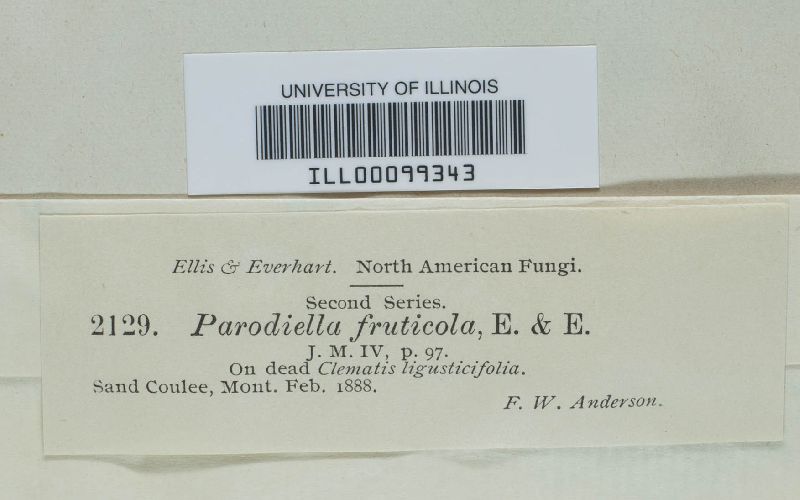 UNIVERSITY OF ILLINOIS
ILL00099343
Ellis & Everhart. North American Fungi.
Second Series.
2129. Parodiella fruticola, E. & E.
J. M. IV, p. 97.
On dead Clematis ligusticifolia.
Sand Coulee, Mont. Feb. 1888.
F. W. Anderson.